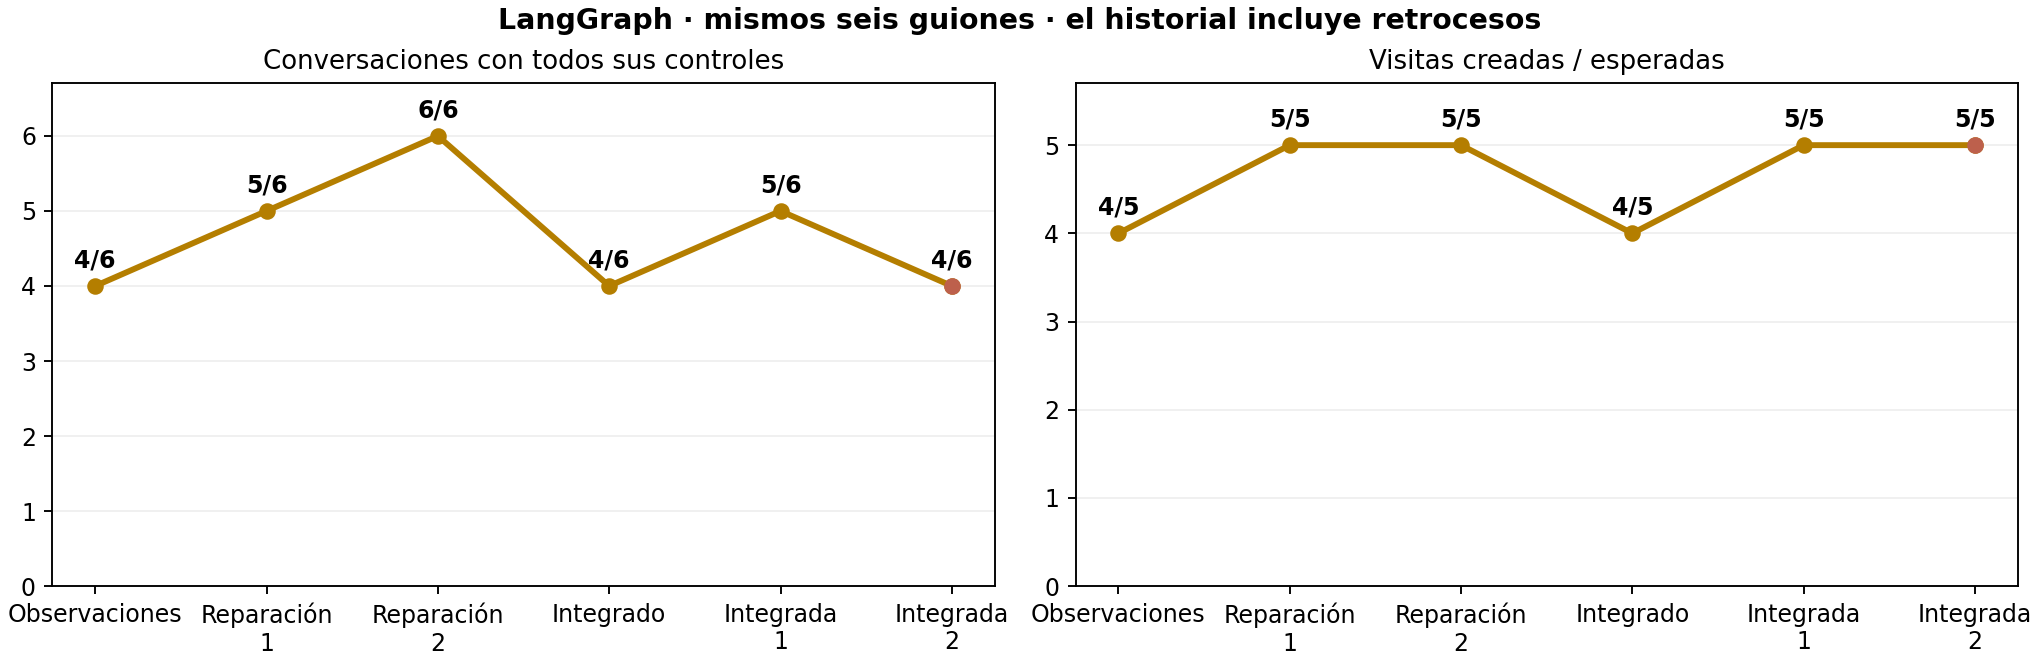 LangGraph · mismos seis guiones · el historial incluye retrocesos
Conversaciones con todos sus controles
6
5
4
3
2
1
0
4/6
5/6
6/6
4/6
5/6
4/6
Observaciones
Reparación
1
Reparación
2
Integrado
Integrada
1
Integrada
2
Visitas creadas / esperadas
5
4
3
2
1
0
4/5
5/5
5/5
4/5
5/5
5/5
Observaciones
Reparación
1
Reparación
2
Integrado
Integrada
1
Integrada
2